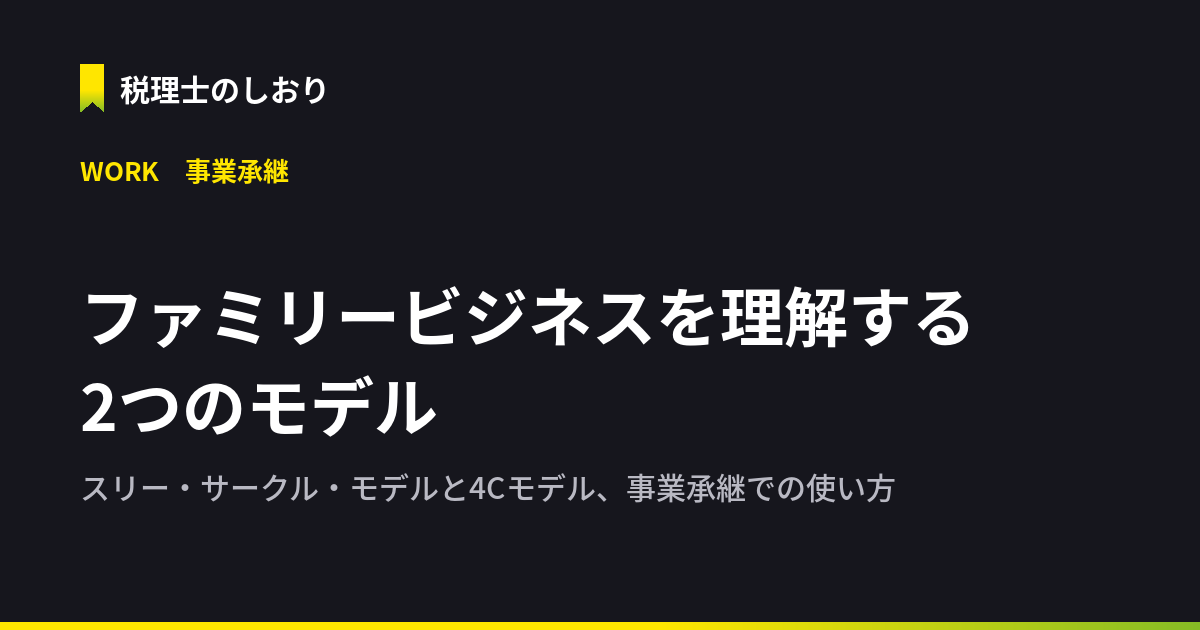 税理士のしおり
WORK　事業承継
ファミリービジネスを理解する
2つのモデル
スリー・サークル・モデルと4Cモデル、事業承継での使い方